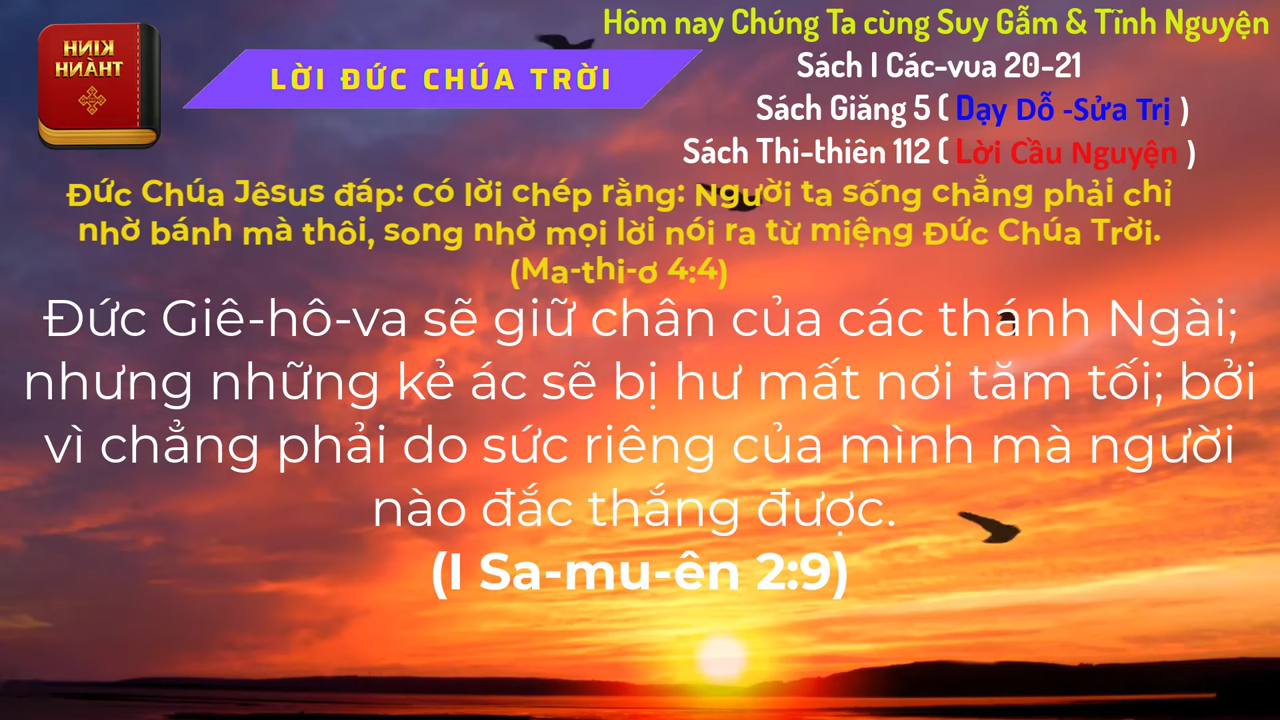 KINH
THÀNH
LỜI ĐỨC CHÚA TRỜI
Hôm nay Chúng Ta cùng Suy Gẫm & Tĩnh Nguyện
Sách I Các-vua 20-21
Sách Giăng 5 ( Dạy Dỗ -Sửa Trị )
Sách Thi-thiên 112 ( Lời Cầu Nguyện )
Đức Chúa Jêsus đáp: Có lời chép rằng: Người ta sống chẳng phải chỉ
nhờ bánh mà thôi, song nhờ mọi lời nói ra từ miệng Đức Chúa Trời.
(Ma-thi-ơ 4:4)
Đức Giê-hô-va sẽ giữ chân của các thánh Ngài;
nhưng những kẻ ác sẽ bị hư mất nơi tăm tối; bởi
vì chẳng phải do sức riêng của mình mà người
nào đắc thắng được.
(I Sa-mu-ên 2:9)